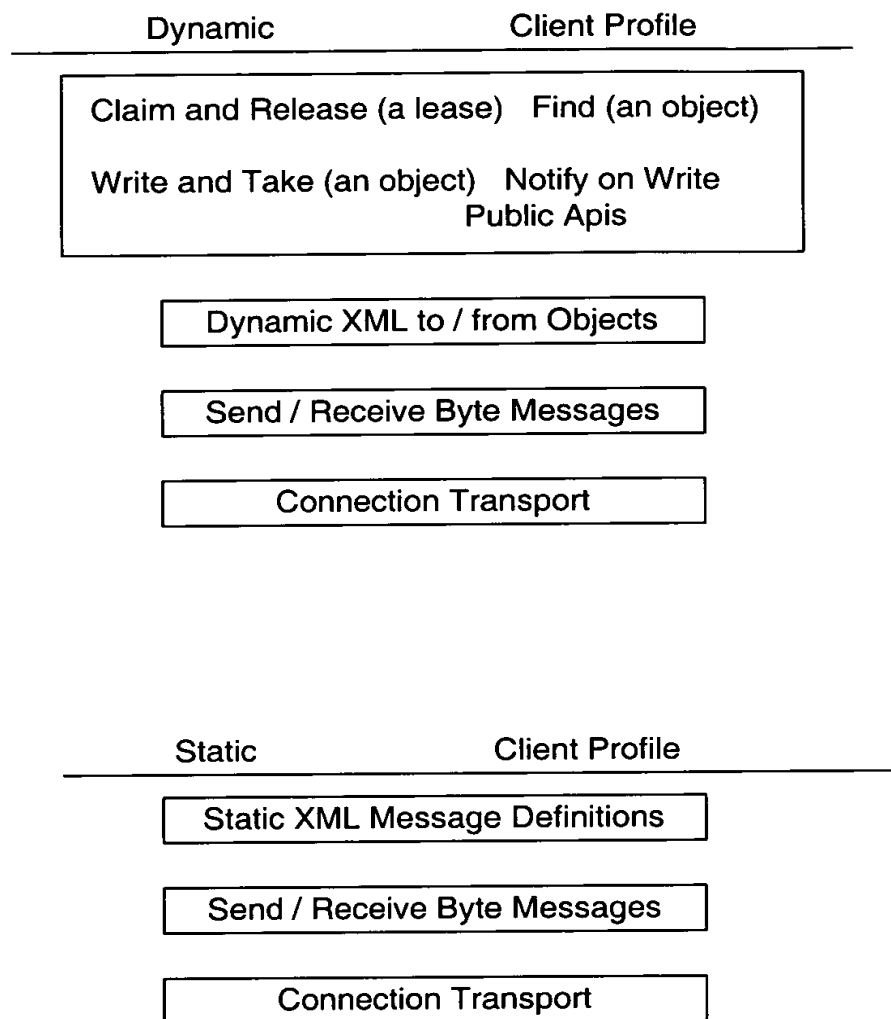 Dynamic Client Profile
Claim and Release (a lease) Find (an object)
Write and Take (an object) Notify on Write
Public Apis
Dynamic XML to / from Objects
Send / Receive Byte Messages
Connection Transport
Static Client Profile
Static XML Message Definitions
Send / Receive Byte Messages
Connection Transport